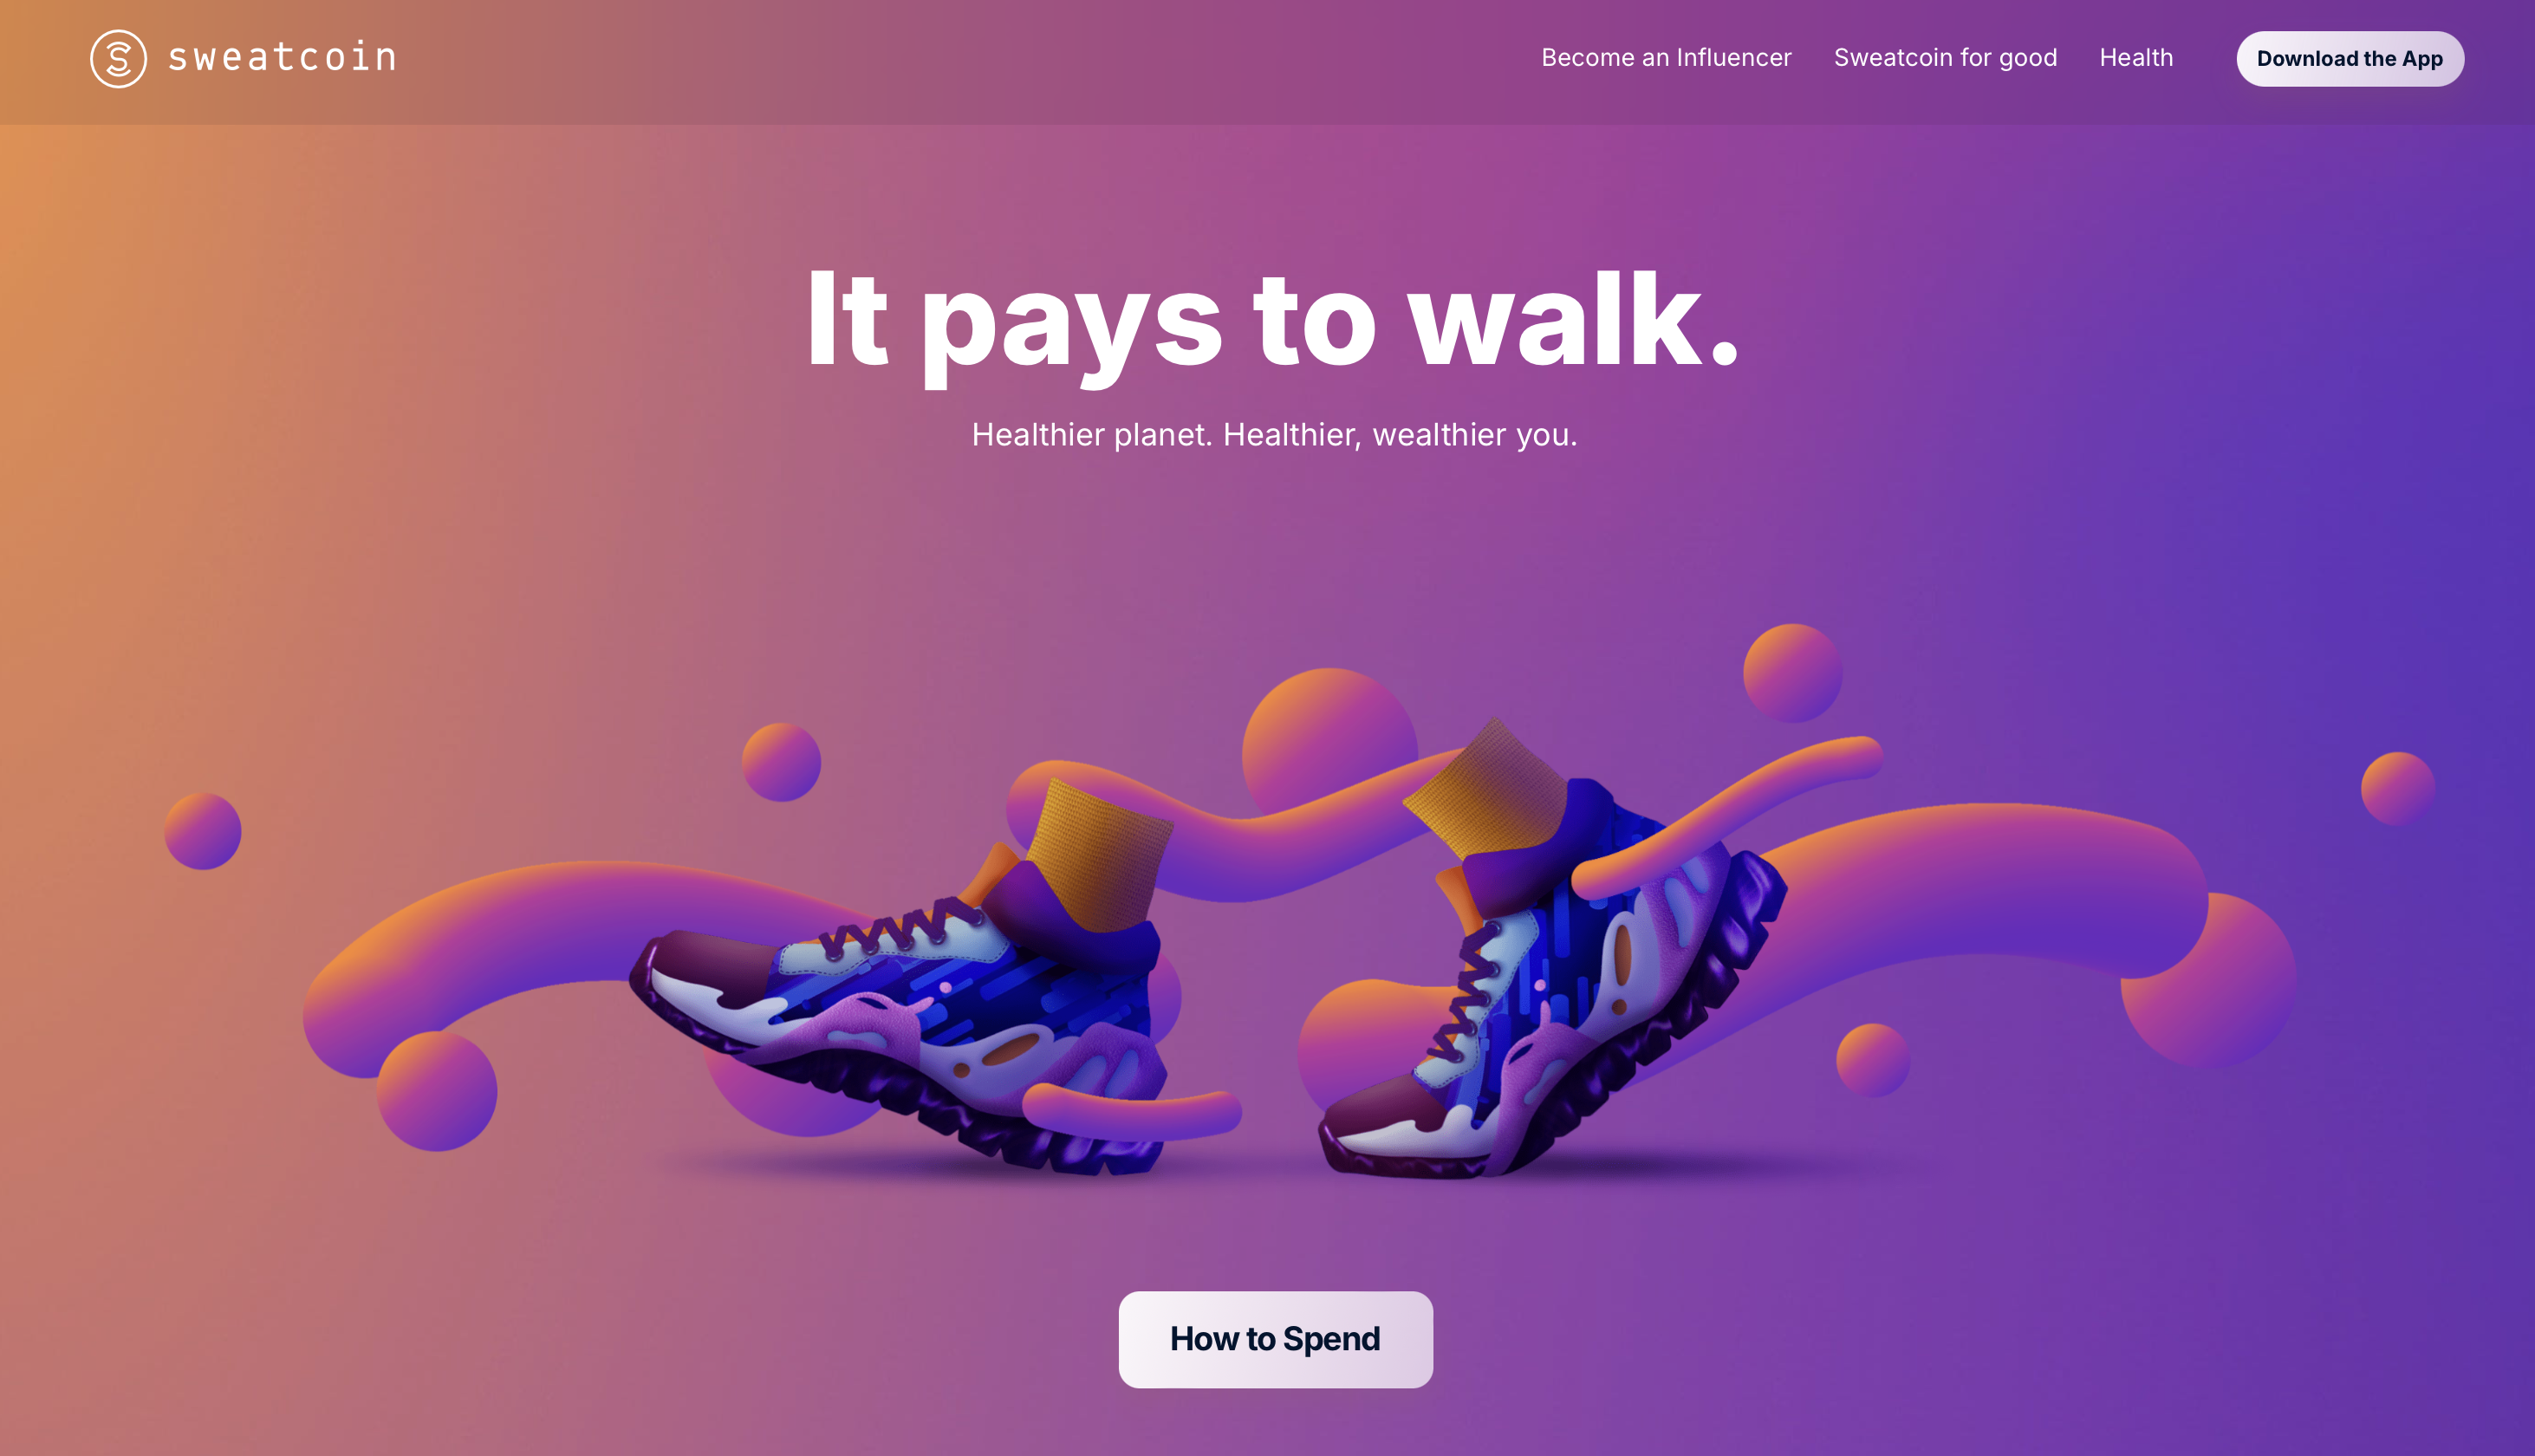 sweatcoin
Become an Influencer
Sweatcoin for good
Health
Download the App
It pays to walk.
Healthier planet. Healthier, wealthier you.
How to Spend